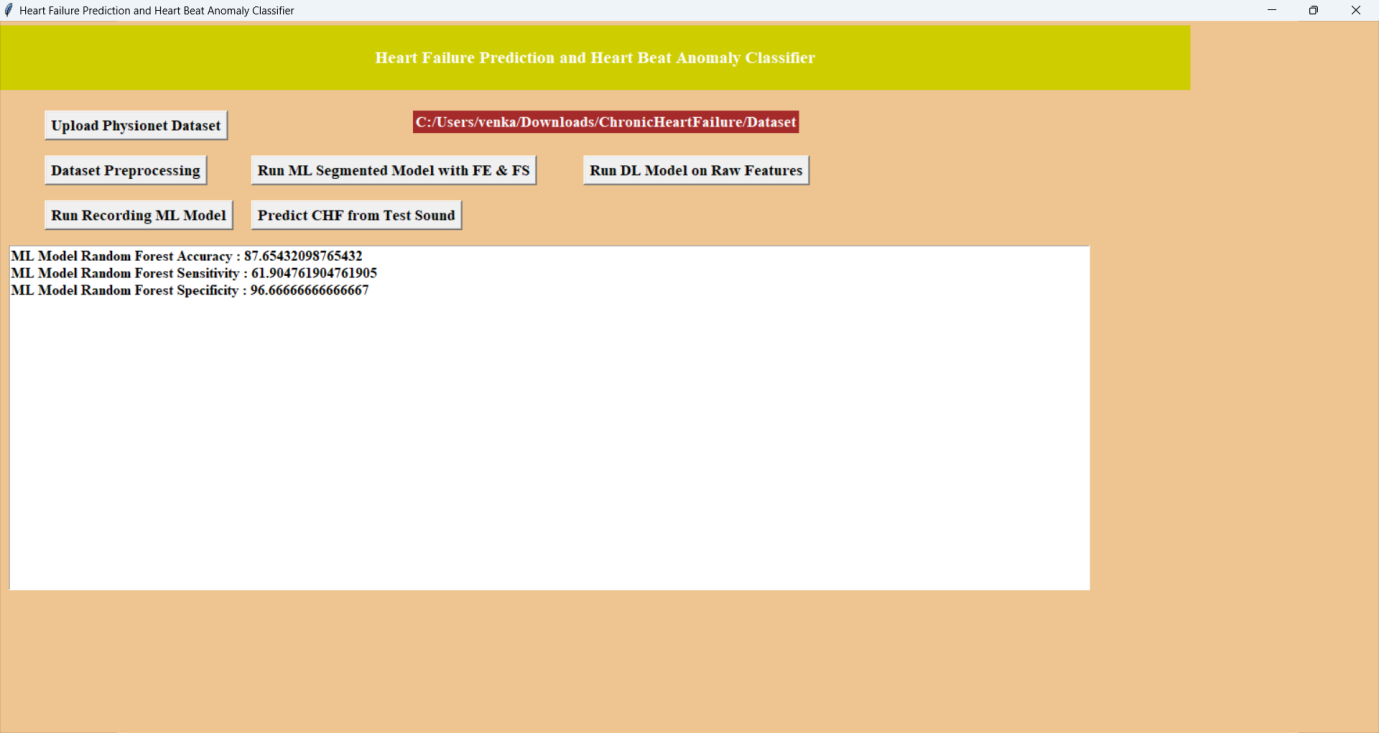 Heart Failure Prediction and Heart Beat Anomaly Classifier
Heart Failure Prediction and Heart Beat Anomaly Classifier
Upload Physionet Dataset
C:/Users/venka/Downloads/ChronicHeartFailure/Dataset
Dataset Preprocessing
Run ML Segmented Model with FE & FS
Run DL Model on Raw Features
Run Recording ML Model
Predict CHF from Test Sound
ML Model Random Forest Accuracy : 87.65432098765432
ML Model Random Forest Sensitivity : 61.904761904761905
ML Model Random Forest Specificity : 96.66666666666667